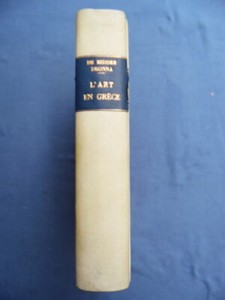 DE RIDDER
DEONNA
L'ART
EN GRÈCE